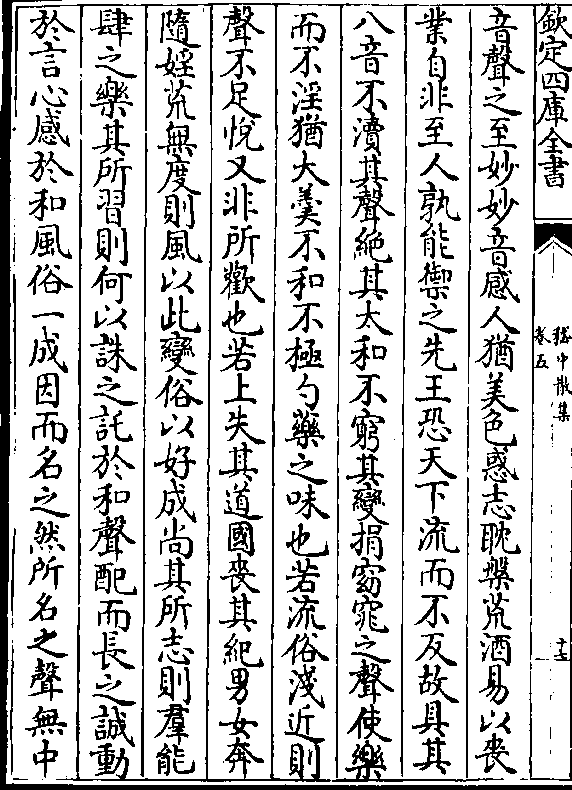 欽定四庫全書
嵇中散集
卷五
十七
音聲之至妙妙音感人猶美色惑志耽槃荒酒易以喪
業自非至人孰能禦之先王恐天下流而不反故具其
八音不瀆其聲絶其太和不窮其變捐窈窕之聲使樂
而不淫猶大羹不和不極勺藥之味也若流俗淺近則
聲不足悅又非所歡也若上失其道國喪其紀男女奔
隨婬荒無度則風以此變俗以好成尚其所志則羣能
肆之樂其所習則何以誅之託於和聲配而長之誠動
於言心感於和風俗一成因而名之然所名之聲無中